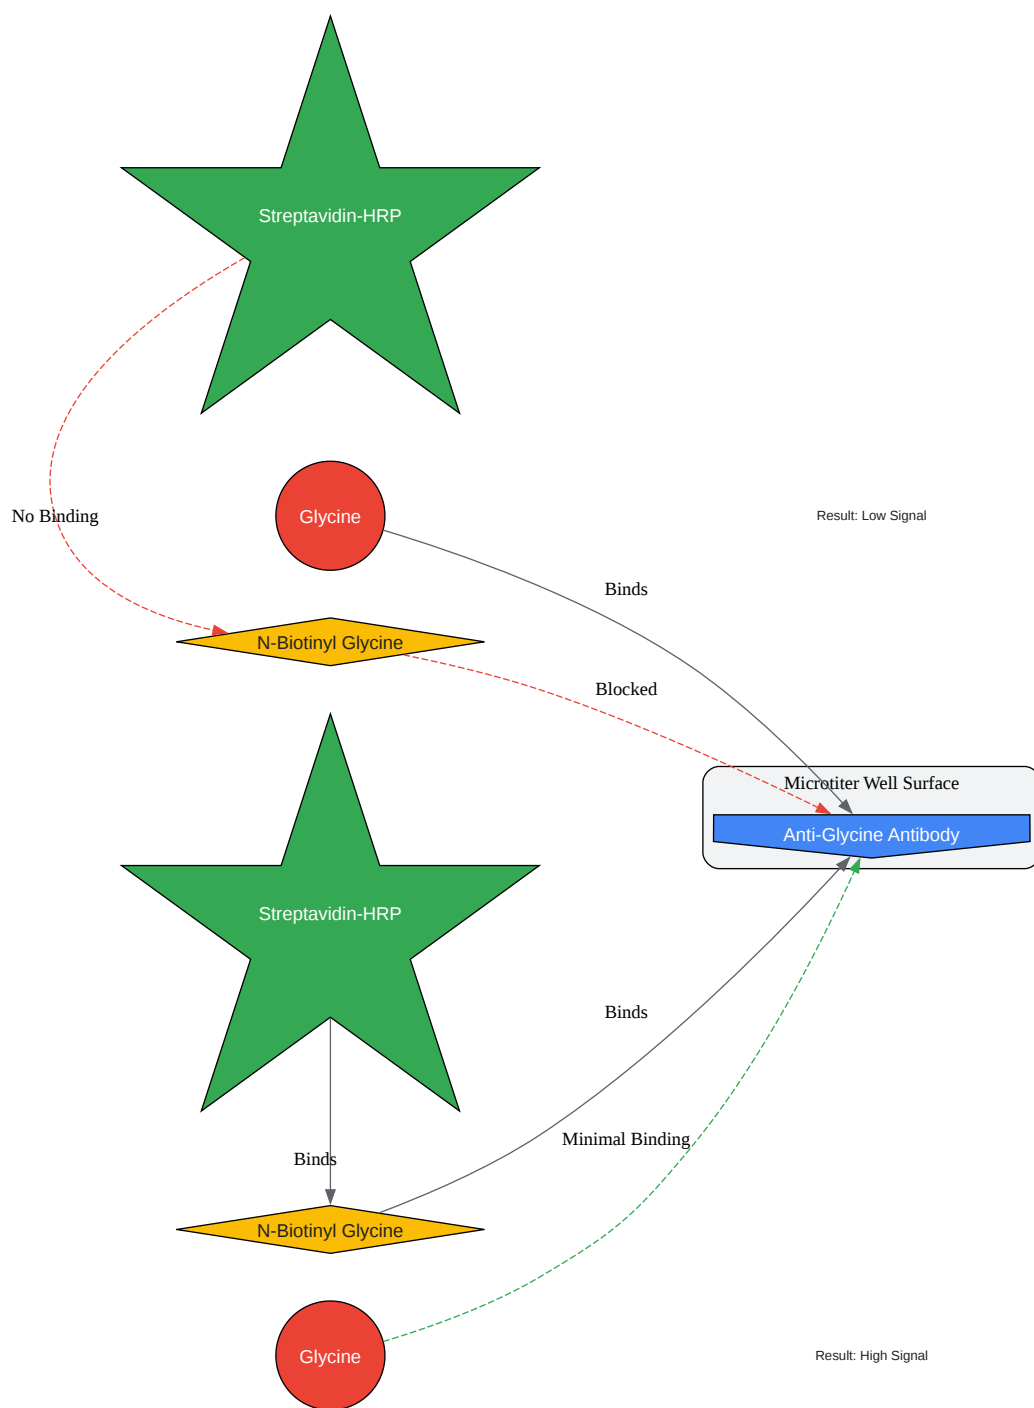 Streptavidin-HRP
No Binding
Glycine
Result: Low Signal
Binds
N-Biotinyl Glycine
Blocked
Microtiter Well Surface
Anti-Glycine Antibody
Streptavidin-HRP
Binds
Minimal Binding
Binds
N-Biotinyl Glycine
Glycine
Result: High Signal